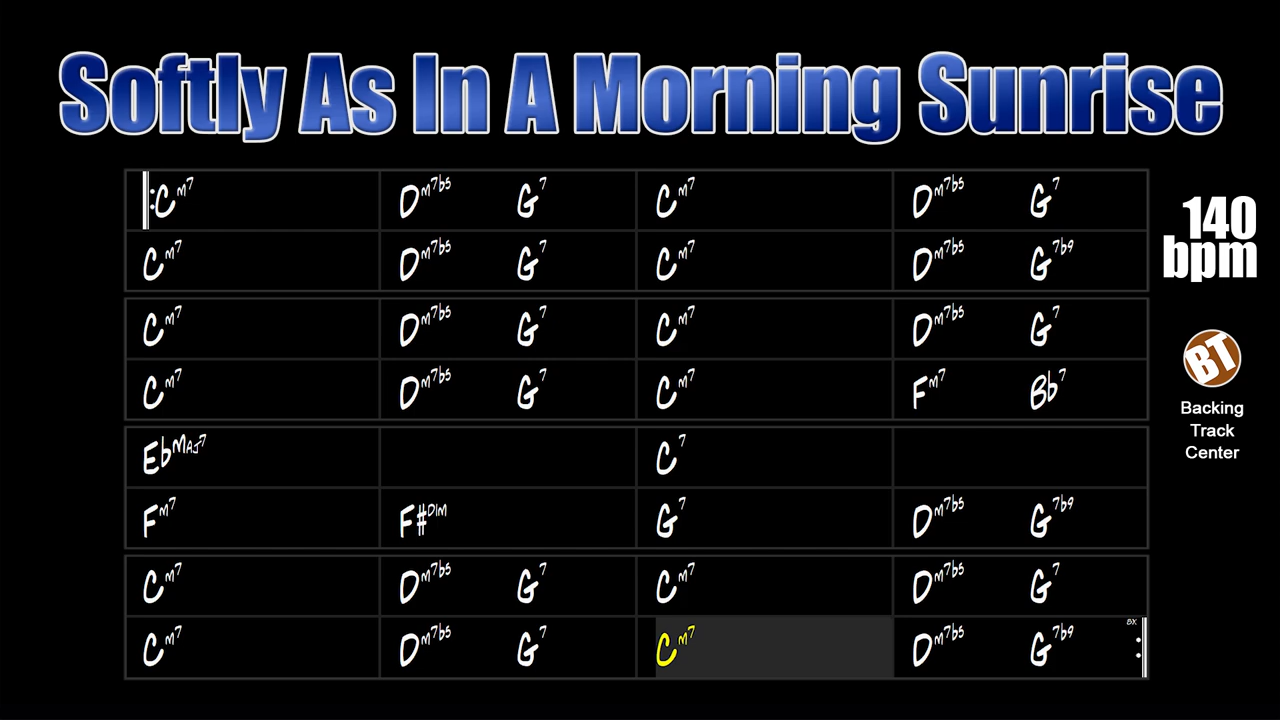 Softly As In A Morning Sunrise
Cm7 Dm7b5 G7 Cm7 Dm7b5 G7
Cm7 Dm7b5 G7 Cm7 Dm7b5 G7b9
Cm7 Dm7b5 G7 Cm7 Dm7b5 G7
Cm7 Dm7b5 G7 Cm7 Fm7 Bb7
EbMAJ7 C7
Fm7 F#DIM G7 Dm7b5 G7b9
Cm7 Dm7b5 G7 Cm7 Dm7b5 G7
Cm7 Dm7b5 G7 Cm7 Dm7b5 G7b9 BX
140
bpm
BT
Backing
Track
Center